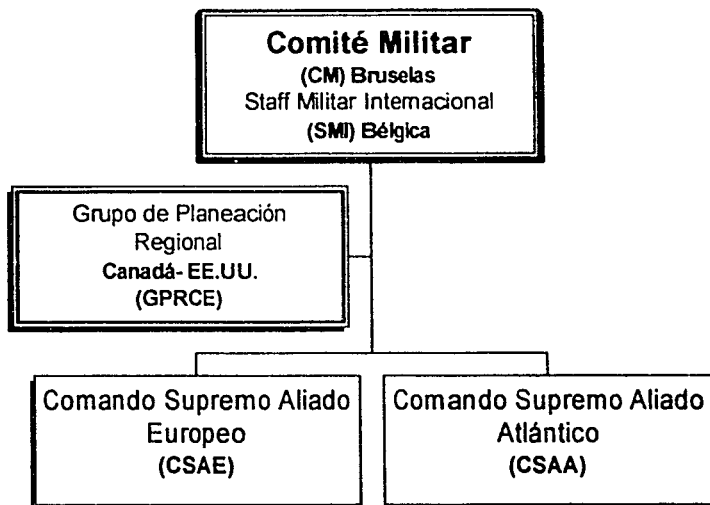 Comité Militar
(CM) Bruselas
Staff Militar Internacional
(SMI) Bélgica
Grupo de Planeación
Regional
Canadá- EE.UU.
(GPRCE)
Comando Supremo Aliado
Europeo
(CSAE)
Comando Supremo Aliado
Atlántico
(CSAA)